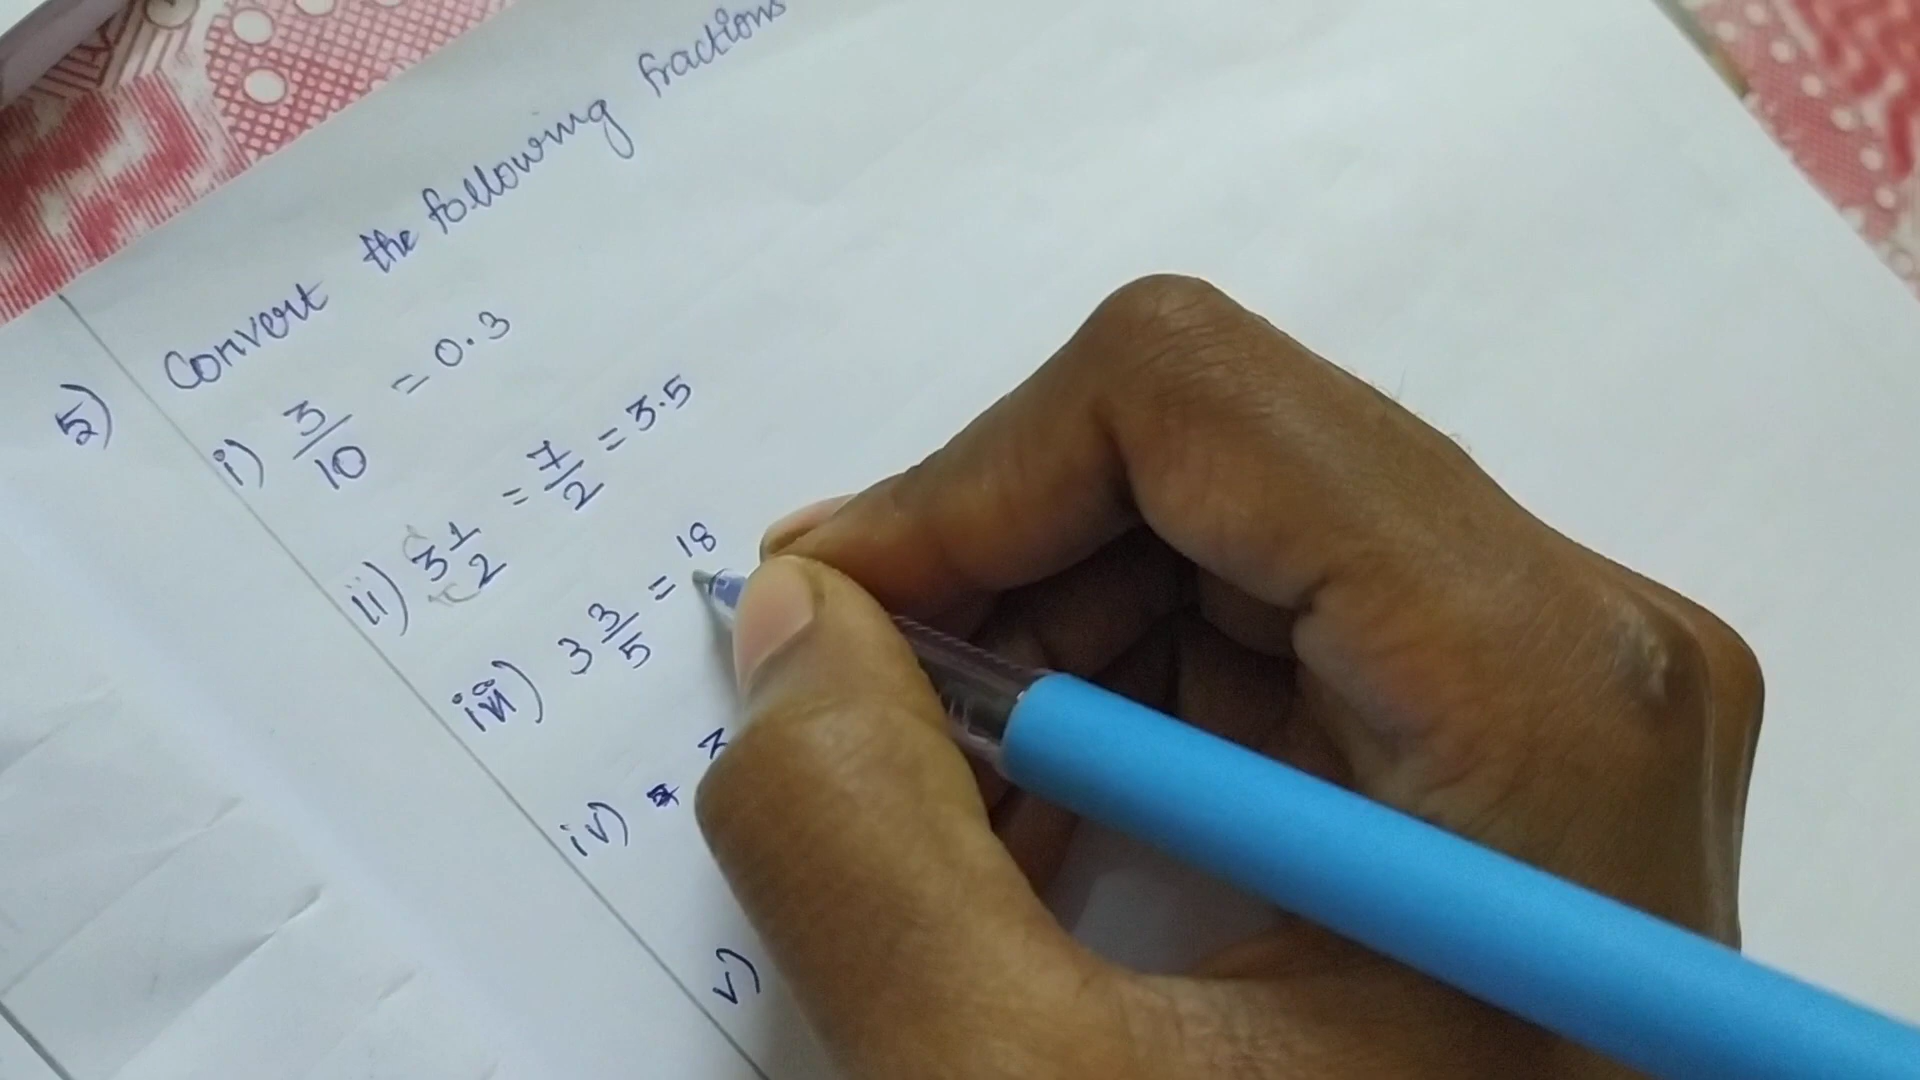 5) Convert the following fractions
i) 3/10 = 0.3
ii) 3 1/2 = 7/2 = 3.5
iii) 3 3/5 = 18
iv)
v)